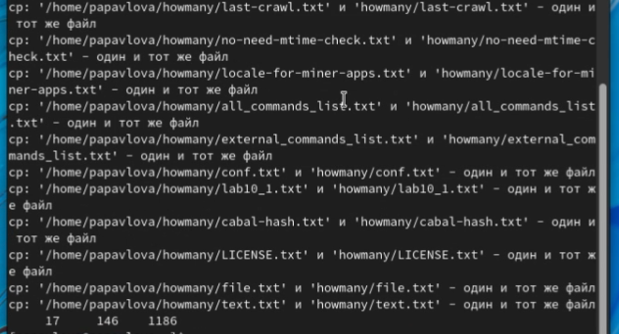 cp: '/home/papavlova/howmany/last-crawl.txt' и 'howmany/last-crawl.txt' - один и
 тот же файл
cp: '/home/papavlova/howmany/no-need-mtime-check.txt' и 'howmany/no-need-mtime-c
heck.txt' - один и тот же файл
cp: '/home/papavlova/howmany/locale-for-miner-apps.txt' и 'howmany/locale-for-mi
ner-apps.txt' - один и тот же файл
cp: '/home/papavlova/howmany/all_commands_list.txt' и 'howmany/all_commands_list
.txt' - один и тот же файл
cp: '/home/papavlova/howmany/external_commands_list.txt' и 'howmany/external_com
mands_list.txt' - один и тот же файл
cp: '/home/papavlova/howmany/conf.txt' и 'howmany/conf.txt' - один и тот же файл
cp: '/home/papavlova/howmany/lab10_1.txt' и 'howmany/lab10_1.txt' - один и тот ж
е файл
cp: '/home/papavlova/howmany/cabal-hash.txt' и 'howmany/cabal-hash.txt' - один и
 тот же файл
cp: '/home/papavlova/howmany/LICENSE.txt' и 'howmany/LICENSE.txt' - один и тот ж
е файл
cp: '/home/papavlova/howmany/file.txt' и 'howmany/file.txt' - один и тот же файл
cp: '/home/papavlova/howmany/text.txt' и 'howmany/text.txt' - один и тот же файл
     17     146    1186